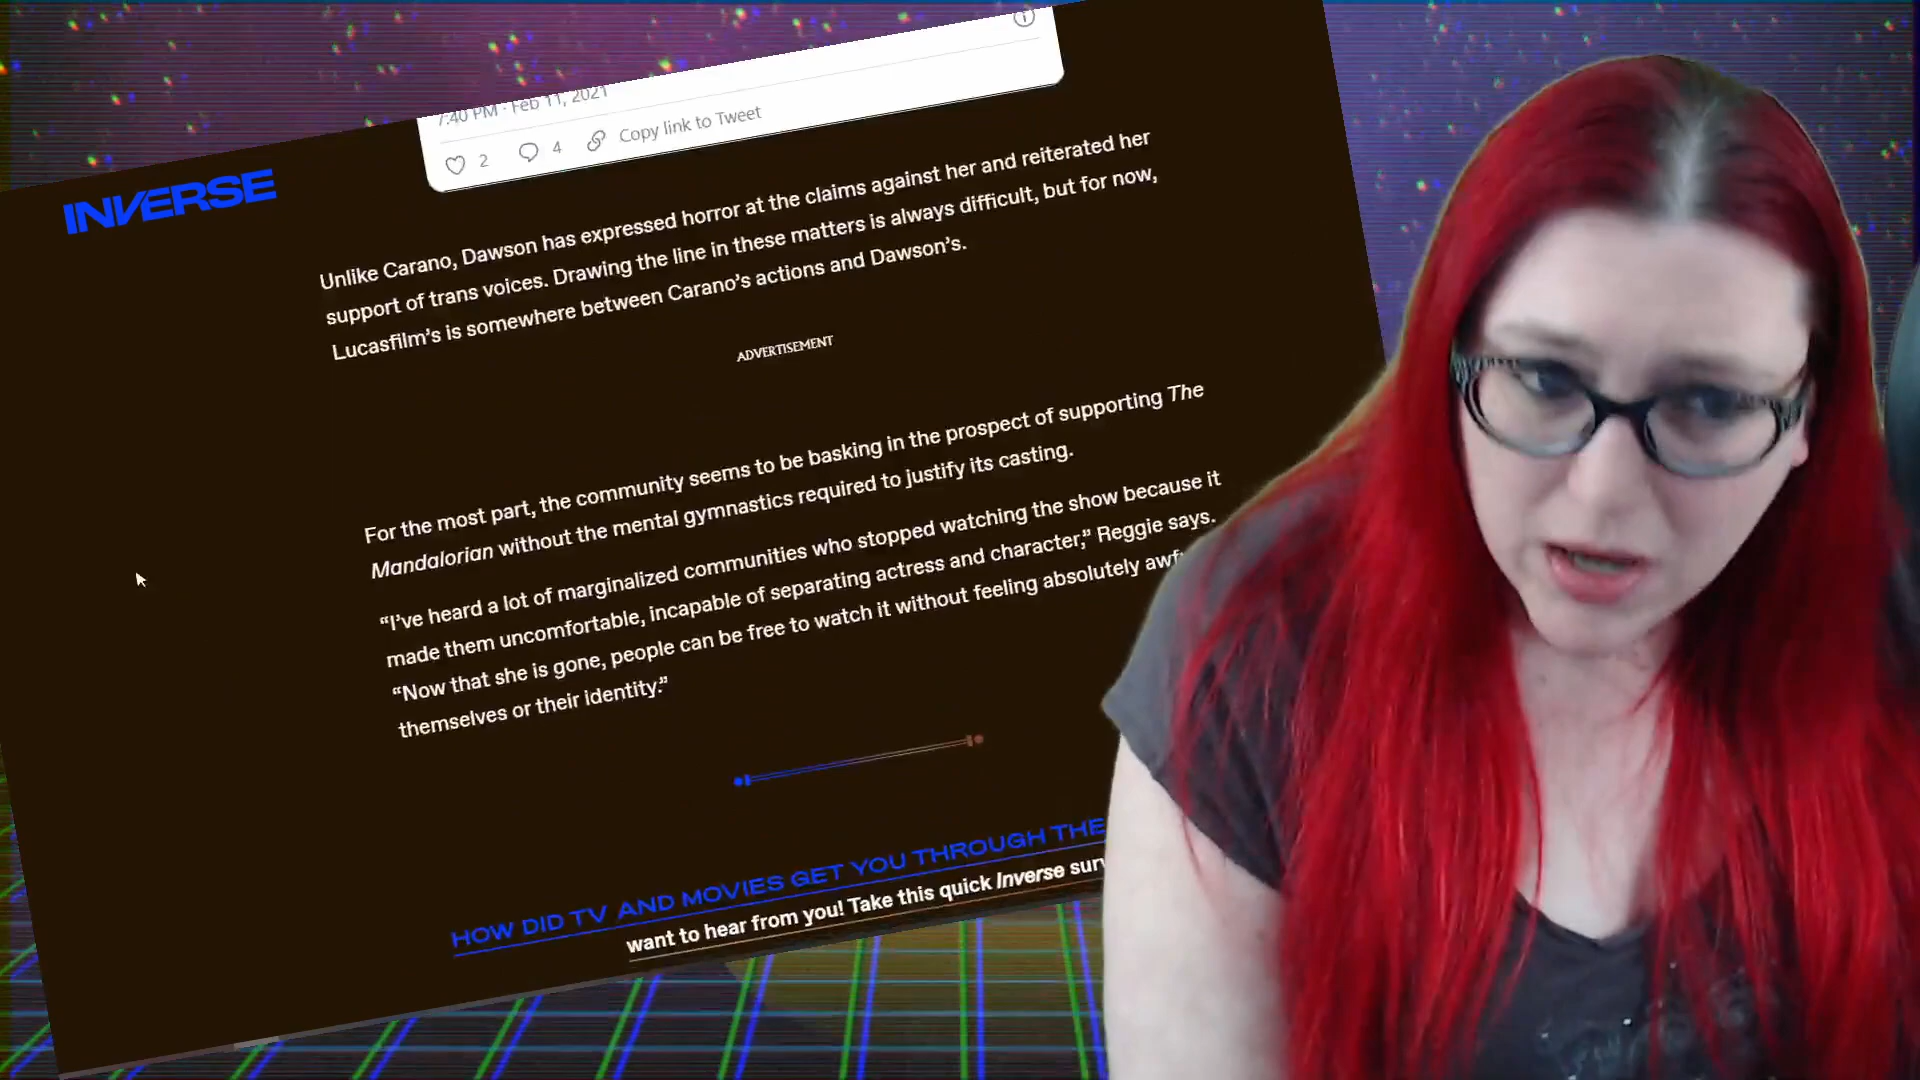 7:40 PM · Feb 11, 2021
2 4 Copy link to Tweet
INVERSE
Unlike Carano, Dawson has expressed horror at the claims against her and reiterated her
support of trans voices. Drawing the line in these matters is always difficult, but for now,
Lucasfilm’s is somewhere between Carano’s actions and Dawson’s.
ADVERTISEMENT
For the most part, the community seems to be basking in the prospect of supporting The
Mandalorian without the mental gymnastics required to justify its casting.
“I’ve heard a lot of marginalized communities who stopped watching the show because it
made them uncomfortable, incapable of separating actress and character,” Reggie says.
“Now that she is gone, people can be free to watch it without feeling absolutely
themselves or their identity.”
HOW DID TV AND MOVIES GET YOU THROUGH THE
want to hear from you! Take this quick Inverse